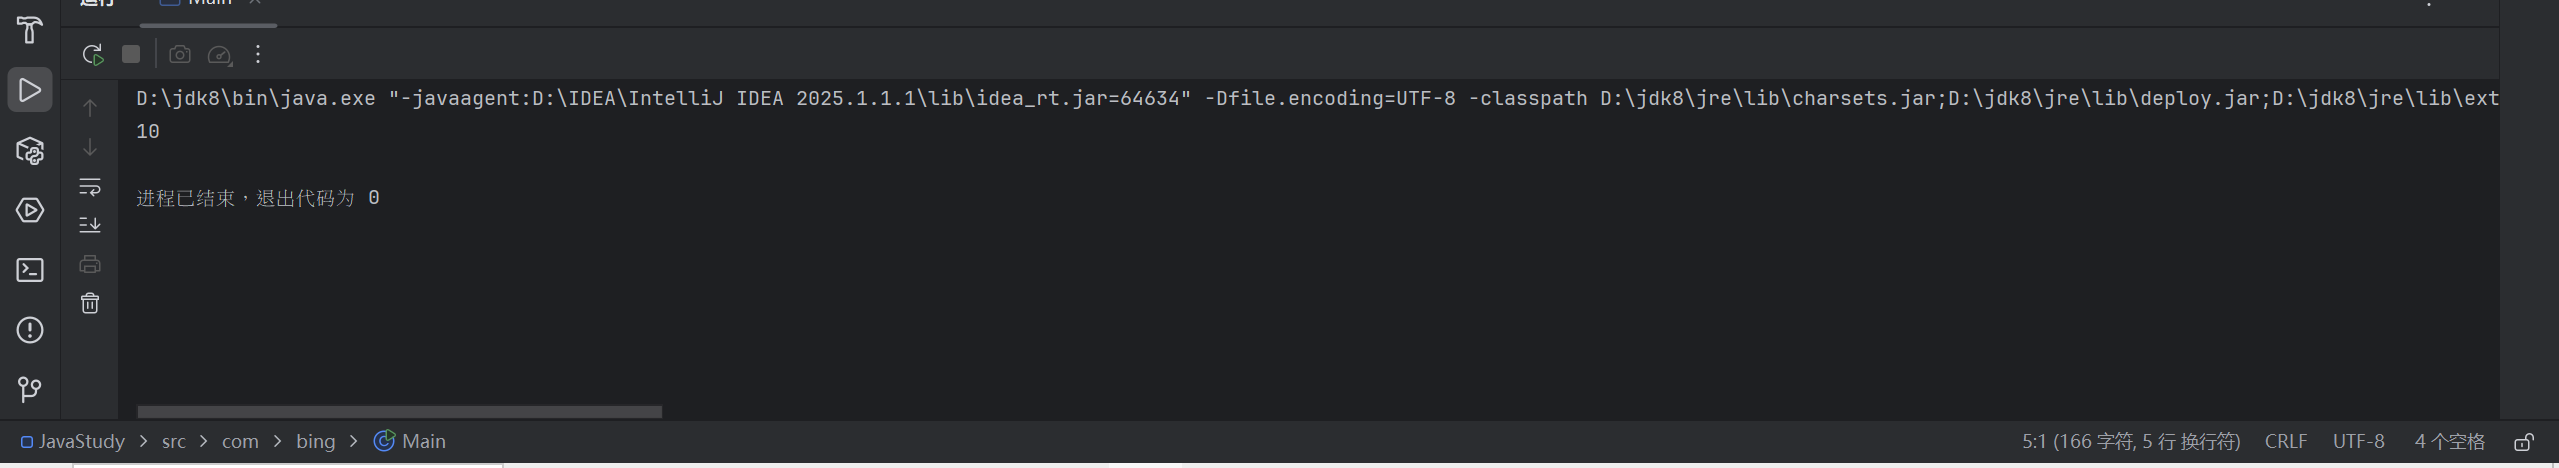 运行 Main
D:\jdk8\bin\java.exe "-javaagent:D:\IDEA\IntelliJ IDEA 2025.1.1.1\lib\idea_rt.jar=64634" -Dfile.encoding=UTF-8 -classpath D:\jdk8\jre\lib\charsets.jar;D:\jdk8\jre\lib\deploy.jar;D:\jdk8\jre\lib\ext
10
进程已结束，退出代码为 0
JavaStudy > src > com > bing > Main 5:1 (166 字符, 5 行 换行符) CRLF UTF-8 4 个空格